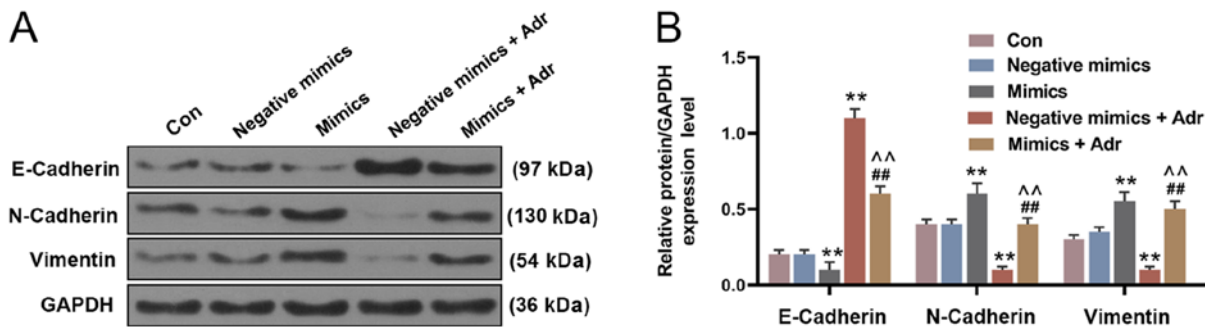 A
Con
Negative mimics
Mimics
Negative mimics + Adr
Mimics + Adr
E-Cadherin (97 kDa)
N-Cadherin (130 kDa)
Vimentin (54 kDa)
GAPDH (36 kDa)
B
Relative protein/GAPDH
expression level
1.5
1.0
0.5
0.0
Con
Negative mimics
Mimics
Negative mimics + Adr
Mimics + Adr
**
**
^^
##
**
**
^^
##
**
**
^^
##
E-Cadherin N-Cadherin Vimentin